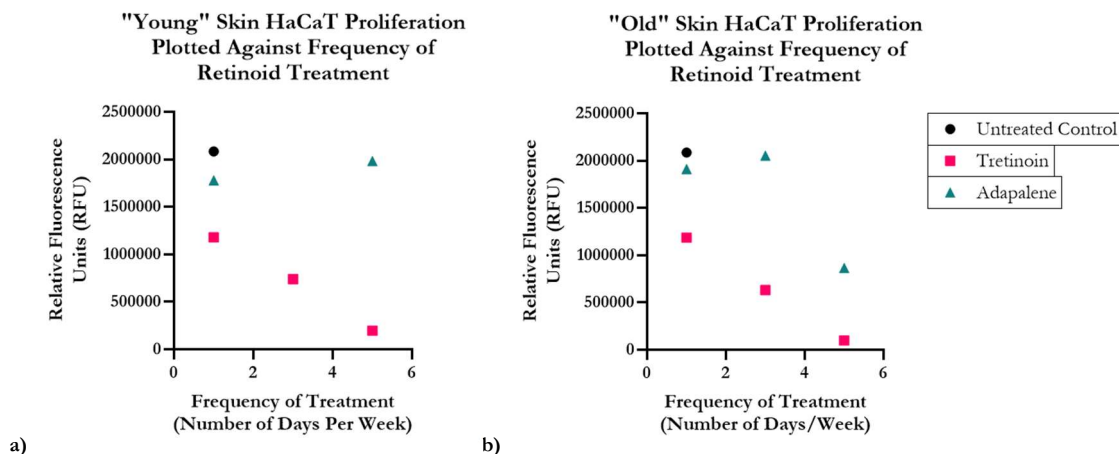 "Young" Skin HaCaT Proliferation
Plotted Against Frequency of
Retinoid Treatment
2500000
2000000
1500000
1000000
500000
0
Relative Fluorescence
Units (RFU)
0 2 4 6
Frequency of Treatment
(Number of Days Per Week)
a)
"Old" Skin HaCaT Proliferation
Plotted Against Frequency of
Retinoid Treatment
2500000
2000000
1500000
1000000
500000
0
Relative Fluorescence
Units (RFU)
0 2 4 6
Frequency of Treatment
(Number of Days/Week)
b)
Untreated Control
Tretinoin
Adapalene